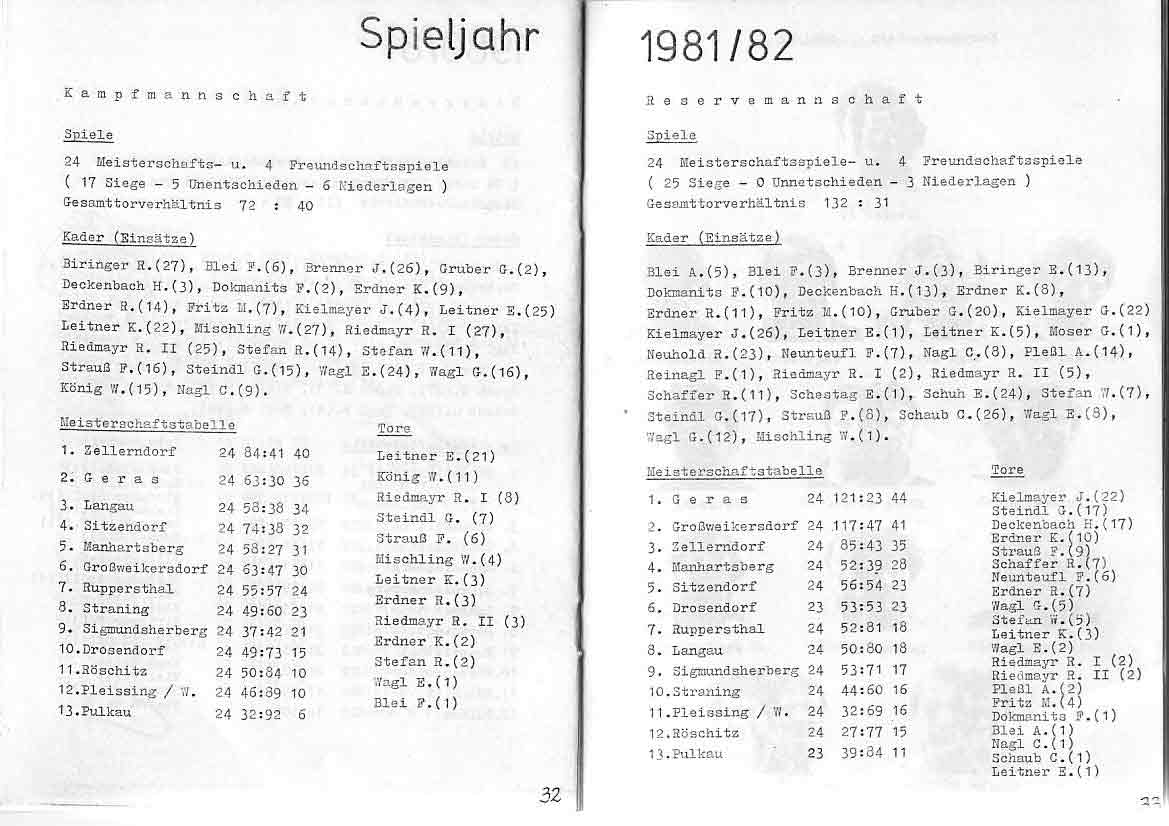 Spieljahr
Kampfmannschaft
Spiele
24 Meisterschafts- u. 4 Freundschaftsspiele
( 17 Siege - 5 Unentschieden - 6 Niederlagen )
Gesamttorverhältnis 72 : 40
Kader (Einsätze)
Biringer R.(27), Blei F.(6), Brenner J.(26), Gruber G.(2),
Deckenbach H.(3), Dokmanits F.(2), Erdner K.(9),
Erdner R.(14), Fritz M.(7), Kielmayer J.(4), Leitner E.(25)
Leitner K.(22), Mischling W.(27), Riedmayr R. I (27),
Riedmayr R. II (25), Stefan R.(14), Stefan W.(11),
Strauß F.(16), Steindl G.(15), Wagl E.(24), Wagl G.(16),
König W.(15), Nagl C.(9).
Meisterschaftstabelle
1. Zellerndorf 24 84:41 40
2. G e r a s 24 63:30 36
3. Langau 24 58:38 34
4. Sitzendorf 24 74:38 32
5. Manhartsberg 24 58:27 31
6. Großweikersdorf 24 63:47 30
7. Ruppersthal 24 55:57 24
8. Straning 24 49:60 23
9. Sigmundsherberg 24 37:42 21
10.Drosendorf 24 49:73 15
11.Röschitz 24 50:84 10
12.Pleissing / W. 24 46:89 10
13.Pulkau 24 32:92 6
Tore
Leitner E.(21)
König W.(11)
Riedmayr R. I (8)
Steindl G. (7)
Strauß F. (6)
Mischling W.(4)
Leitner K.(3)
Erdner R.(3)
Riedmayr R. II (3)
Erdner K.(2)
Stefan R.(2)
Wagl E.(1)
Blei F.(1)
32
1981/82
Reservemannschaft
Spiele
24 Meisterschaftsspiele- u. 4 Freundschaftsspiele
( 25 Siege - 0 Unnetschieden - 3 Niederlagen )
Gesamttorverhältnis 132 : 31
Kader (Einsätze)
Blei A.(5), Blei F.(3), Brenner J.(3), Biringer E.(13),
Dokmanits F.(10), Deckenbach H.(13), Erdner K.(8),
Erdner R.(11), Fritz M.(10), Gruber G.(20), Kielmayer G.(22)
Kielmayer J.(26), Leitner E.(1), Leitner K.(5), Moser G.(1),
Neuhold R.(23), Neunteufl F.(7), Nagl C.(8), Pleßl A.(14),
Reinagl F.(1), Riedmayr R. I (2), Riedmayr R. II (5),
Schaffer R.(11), Schestag E.(1), Schuh E.(24), Stefan W.(7),
Steindl G.(17), Strauß F.(8), Schaub C.(26), Wagl E.(8),
Wagl G.(12), Mischling W.(1).
Meisterschaftstabelle
1. G e r a s 24 121:23 44
2. Großweikersdorf 24 117:47 41
3. Zellerndorf 24 85:43 35
4. Manhartsberg 24 52:39 28
5. Sitzendorf 24 56:54 23
6. Drosendorf 23 53:53 23
7. Ruppersthal 24 52:81 18
8. Langau 24 50:80 18
9. Sigmundsherberg 24 53:71 17
10.Straning 24 44:60 16
11.Pleissing / W. 24 32:69 16
12.Röschitz 24 27:77 15
13.Pulkau 23 39:84 11
Tore
Kielmayer J.(22)
Steindl G.(17)
Deckenbach H.(17)
Erdner K.(10)
Strauß F.(9)
Schaffer R.(7)
Neunteufl F.(6)
Erdner R.(7)
Wagl G.(5)
Stefan W.(5)
Leitner K.(3)
Wagl E.(2)
Riedmayr R. I (2)
Riedmayr R. II (2)
Pleßl A.(2)
Fritz M.(4)
Dokmanits F.(1)
Blei A.(1)
Nagl C.(1)
Schaub C.(1)
Leitner E.(1)